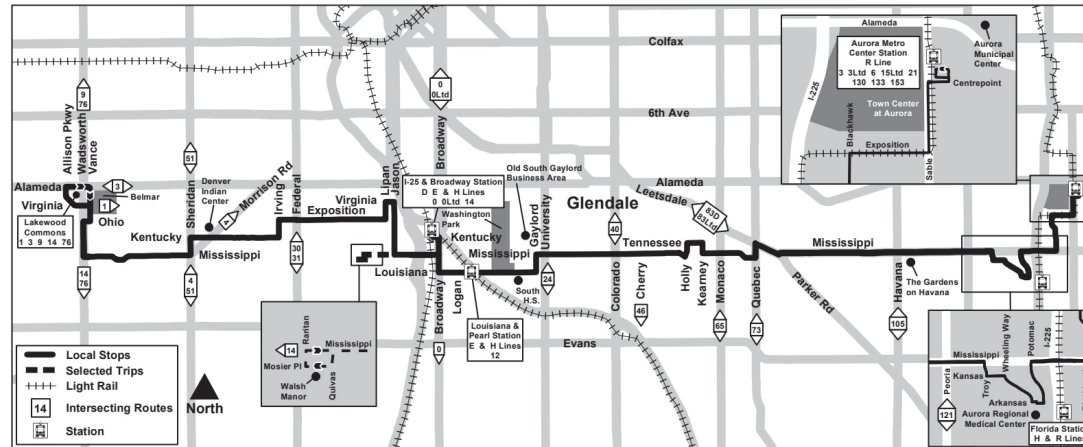 Colfax
6th Ave
Alameda
Alameda
9
76
Allison Pkwy
Wadsworth
Vance
3
Belmar
1
Virginia
Ohio
Lakewood
Commons
1 3 9 14 76
14
76
51
Sheridan
Denver
Indian
Center
4
Morrison Rd
Kentucky
Mississippi
4
51
Irving
Federal
Exposition
30
31
Virginia
Lipan
Jason
0
0Ltd
Broadway
I-25 & Broadway Station
D E & H Lines
0 0Ltd 14
Washington
Park
Kentucky
Mississippi
Louisiana
Broadway
Logan
0
Louisiana &
Pearl Station
E & H Lines
12
Old South Gaylord
Business Area
Gaylord
University
South
H.S.
24
Glendale
Leetsdale
83D
83Ltd
40
Colorado
Cherry
46
Tennessee
Holly
Kearney
Monaco
65
Quebec
73
Parker Rd
Mississippi
Havana
105
The Gardens
on Havana
Evans
Raritan
14
Mississippi
Mosier Pl
Walsh
Manor
Quivas
Local Stops
Selected Trips
Light Rail
14
Intersecting Routes
Station
North
Alameda
Aurora Metro
Center Station
R Line
3 3Ltd 6 15Ltd 21
130 133 153
Aurora
Municipal
Center
Centrepoint
I-225
Blackhawk
Town Center
at Aurora
Exposition
Sable
Wheeling Way
Potomac
I-225
Mississippi
Peoria
121
Kansas
Troy
Arkansas
Aurora Regional
Medical Center
Florida Station
H & R Lines